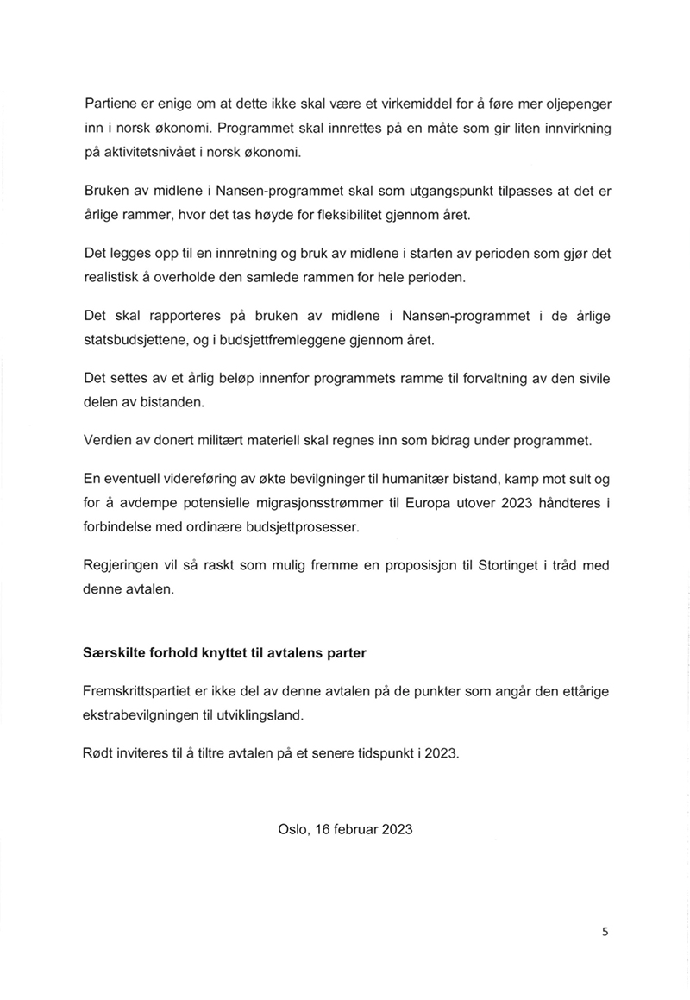 Partiene er enige om at dette ikke skal være et virkemiddel for å føre mer oljepenger
inn i norsk økonomi. Programmet skal innrettes på en måte som gir liten innvirkning
på aktivitetsnivået i norsk økonomi.
Bruken av midlene i Nansen-programmet skal som utgangspunkt tilpasses at det er
årlige rammer, hvor det tas høyde for fleksibilitet gjennom året.
Det legges opp til en innretning og bruk av midlene i starten av perioden som gjør det
realistisk å overholde den samlede rammen for hele perioden.
Det skal rapporteres på bruken av midlene i Nansen-programmet i de årlige
statsbudsjettene, og i budsjettfremleggene gjennom året.
Det settes av et årlig beløp innenfor programmets ramme til forvaltning av den sivile
delen av bistanden.
Verdien av donert militært materiell skal regnes inn som bidrag under programmet.
En eventuell videreføring av økte bevilgninger til humanitær bistand, kamp mot sult og
for å avdempe potensielle migrasjonsstrømmer til Europa utover 2023 håndteres i
forbindelse med ordinære budsjettprosesser.
Regjeringen vil så raskt som mulig fremme en proposisjon til Stortinget i tråd med
denne avtalen.
Særskilte forhold knyttet til avtalens parter
Fremskrittspartiet er ikke del av denne avtalen på de punkter som angår den ettårige
ekstrabevilgningen til utviklingsland.
Rødt inviteres til å tiltre avtalen på et senere tidspunkt i 2023.
Oslo, 16 februar 2023
5